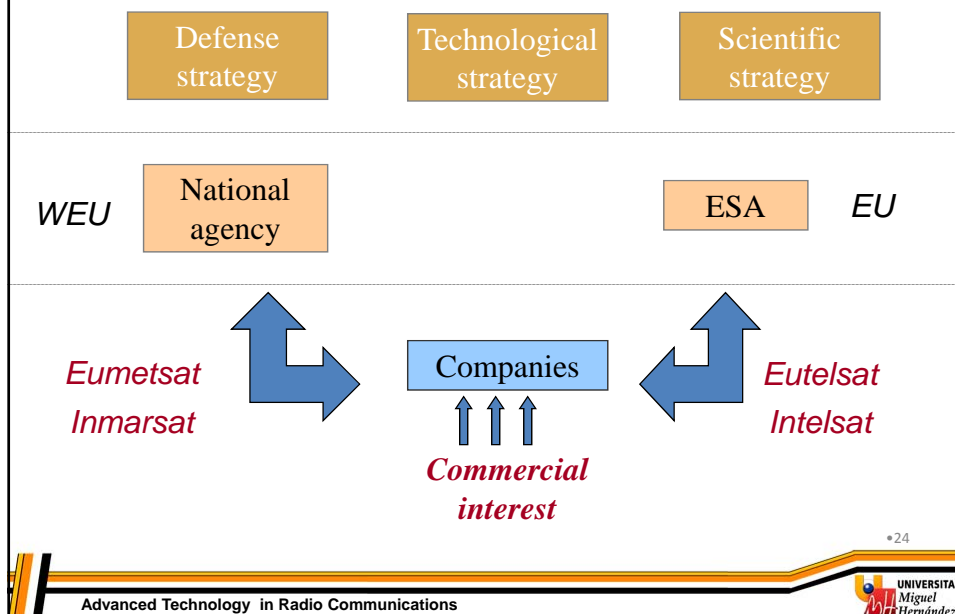 Defense
strategy
Technological
strategy
Scientific
strategy
WEU
National
agency
ESA
EU
Eumetsat
Inmarsat
Companies
Eutelsat
Intelsat
Commercial
interest
•24
Advanced Technology in Radio Communications
UNIVERSITA
Miguel
Hernández